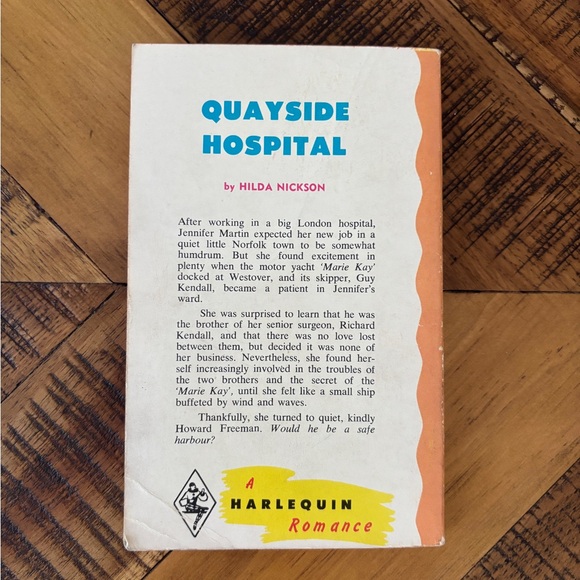 QUAYSIDE
HOSPITAL
by HILDA NICKSON
After working in a big London hospital,
Jennifer Martin expected her new job in a
quiet little Norfolk town to be somewhat
humdrum. But she found excitement in
plenty when the motor yacht 'Marie Kay'
docked at Westover, and its skipper, Guy
Kendall, became a patient in Jennifer's
ward.
She was surprised to learn that he was
the brother of her senior surgeon, Richard
Kendall, and that there was no love lost
between them, but decided it was none of
her business. Nevertheless, she found her-
self increasingly involved in the troubles of
the two brothers and the secret of the
'Marie Kay', until she felt like a small ship
buffeted by wind and waves.
Thankfully, she turned to quiet, kindly
Howard Freeman. Would he be a safe
harbour?
A
HARLEQUIN
Romance